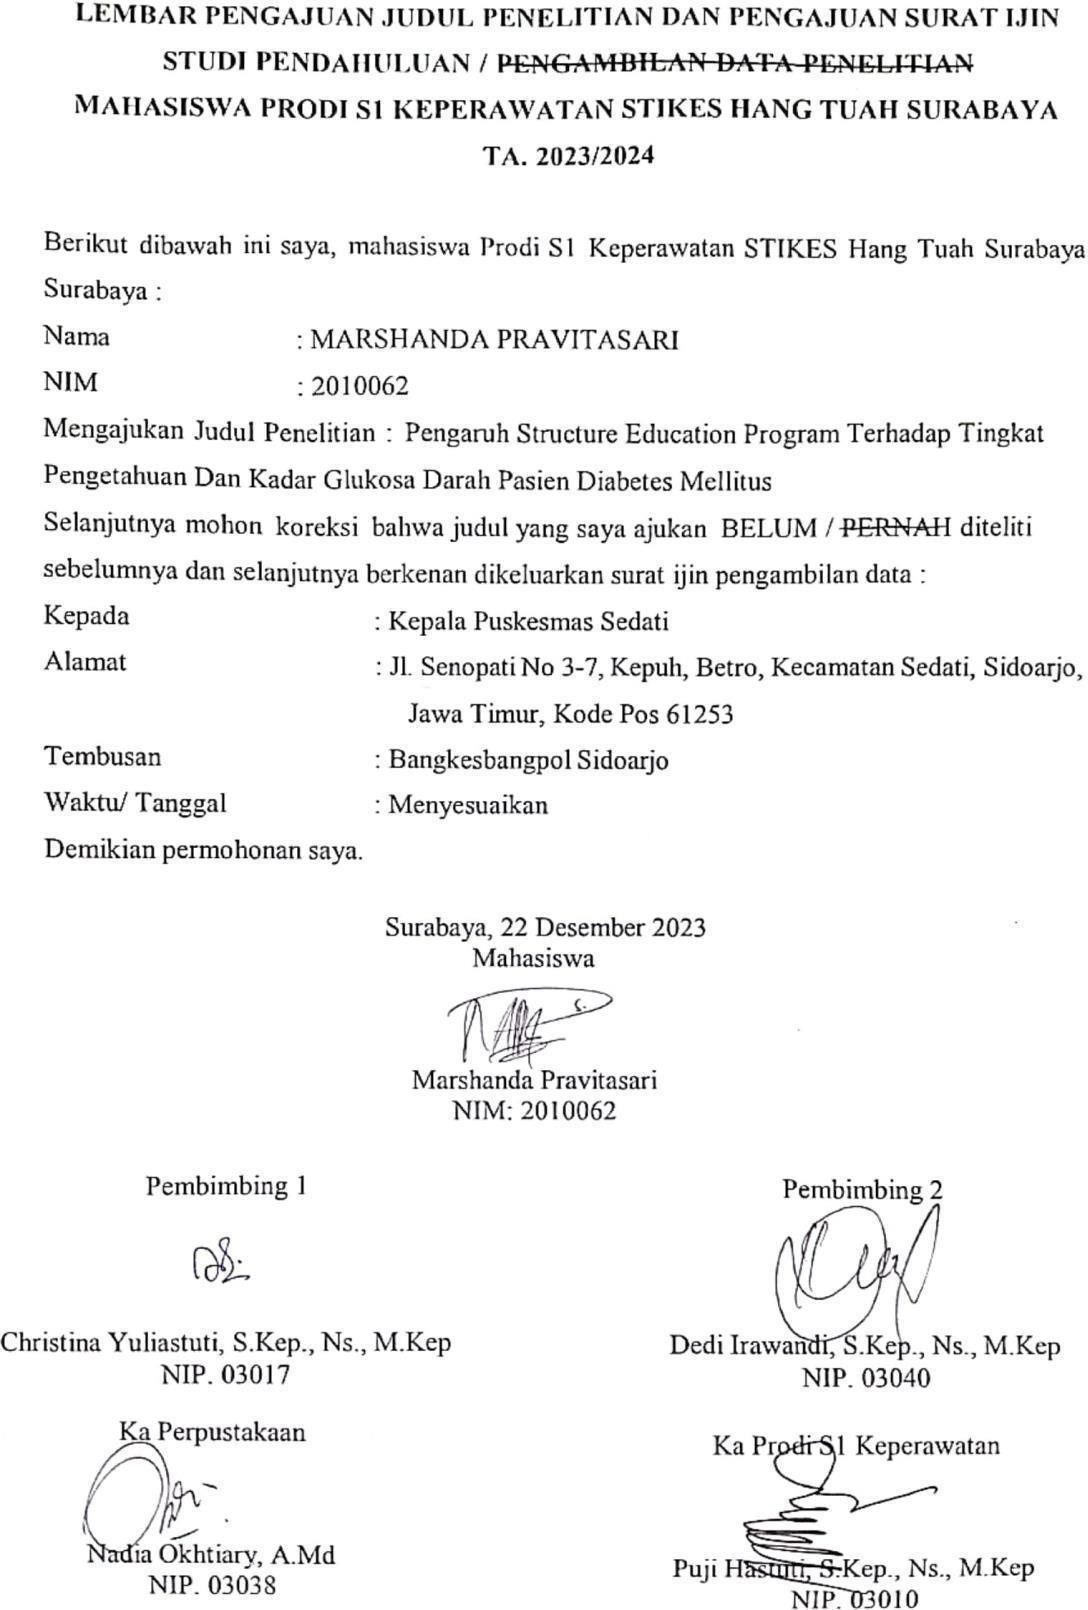 LEMBAR PENGAJUAN JUDUL PENELITIAN DAN PENGAJUAN SURAT IJIN
STUDI PENDAHULUAN / PENGAMBILAN DATA PENELITIAN
MAHASISWA PRODI S1 KEPERAWATAN STIKES HANG TUAH SURABAYA
TA. 2023/2024
Berikut dibawah ini saya, mahasiswa Prodi S1 Keperawatan STIKES Hang Tuah Surabaya
Surabaya :
Nama : MARSHANDA PRAVITASARI
NIM : 2010062
Mengajukan Judul Penelitian : Pengaruh Structure Education Program Terhadap Tingkat
Pengetahuan Dan Kadar Glukosa Darah Pasien Diabetes Mellitus
Selanjutnya mohon koreksi bahwa judul yang saya ajukan BELUM / PERNAH diteliti
sebelumnya dan selanjutnya berkenan dikeluarkan surat ijin pengambilan data :
Kepada : Kepala Puskesmas Sedati
Alamat : Jl. Senopati No 3-7, Kepuh, Betro, Kecamatan Sedati, Sidoarjo,
Jawa Timur, Kode Pos 61253
Tembusan : Bangkesbangpol Sidoarjo
Waktu/ Tanggal : Menyesuaikan
Demikian permohonan saya.
Surabaya, 22 Desember 2023
Mahasiswa
Marshanda Pravitasari
NIM: 2010062
Pembimbing 1
Christina Yuliastuti, S.Kep., Ns., M.Kep
NIP. 03017
Pembimbing 2
Dedi Irawandi, S.Kep., Ns., M.Kep
NIP. 03040
Ka Perpustakaan
Nadia Okhtiary, A.Md
NIP. 03038
Ka Prodi S1 Keperawatan
Puji Hastuti, S.Kep., Ns., M.Kep
NIP. 03010